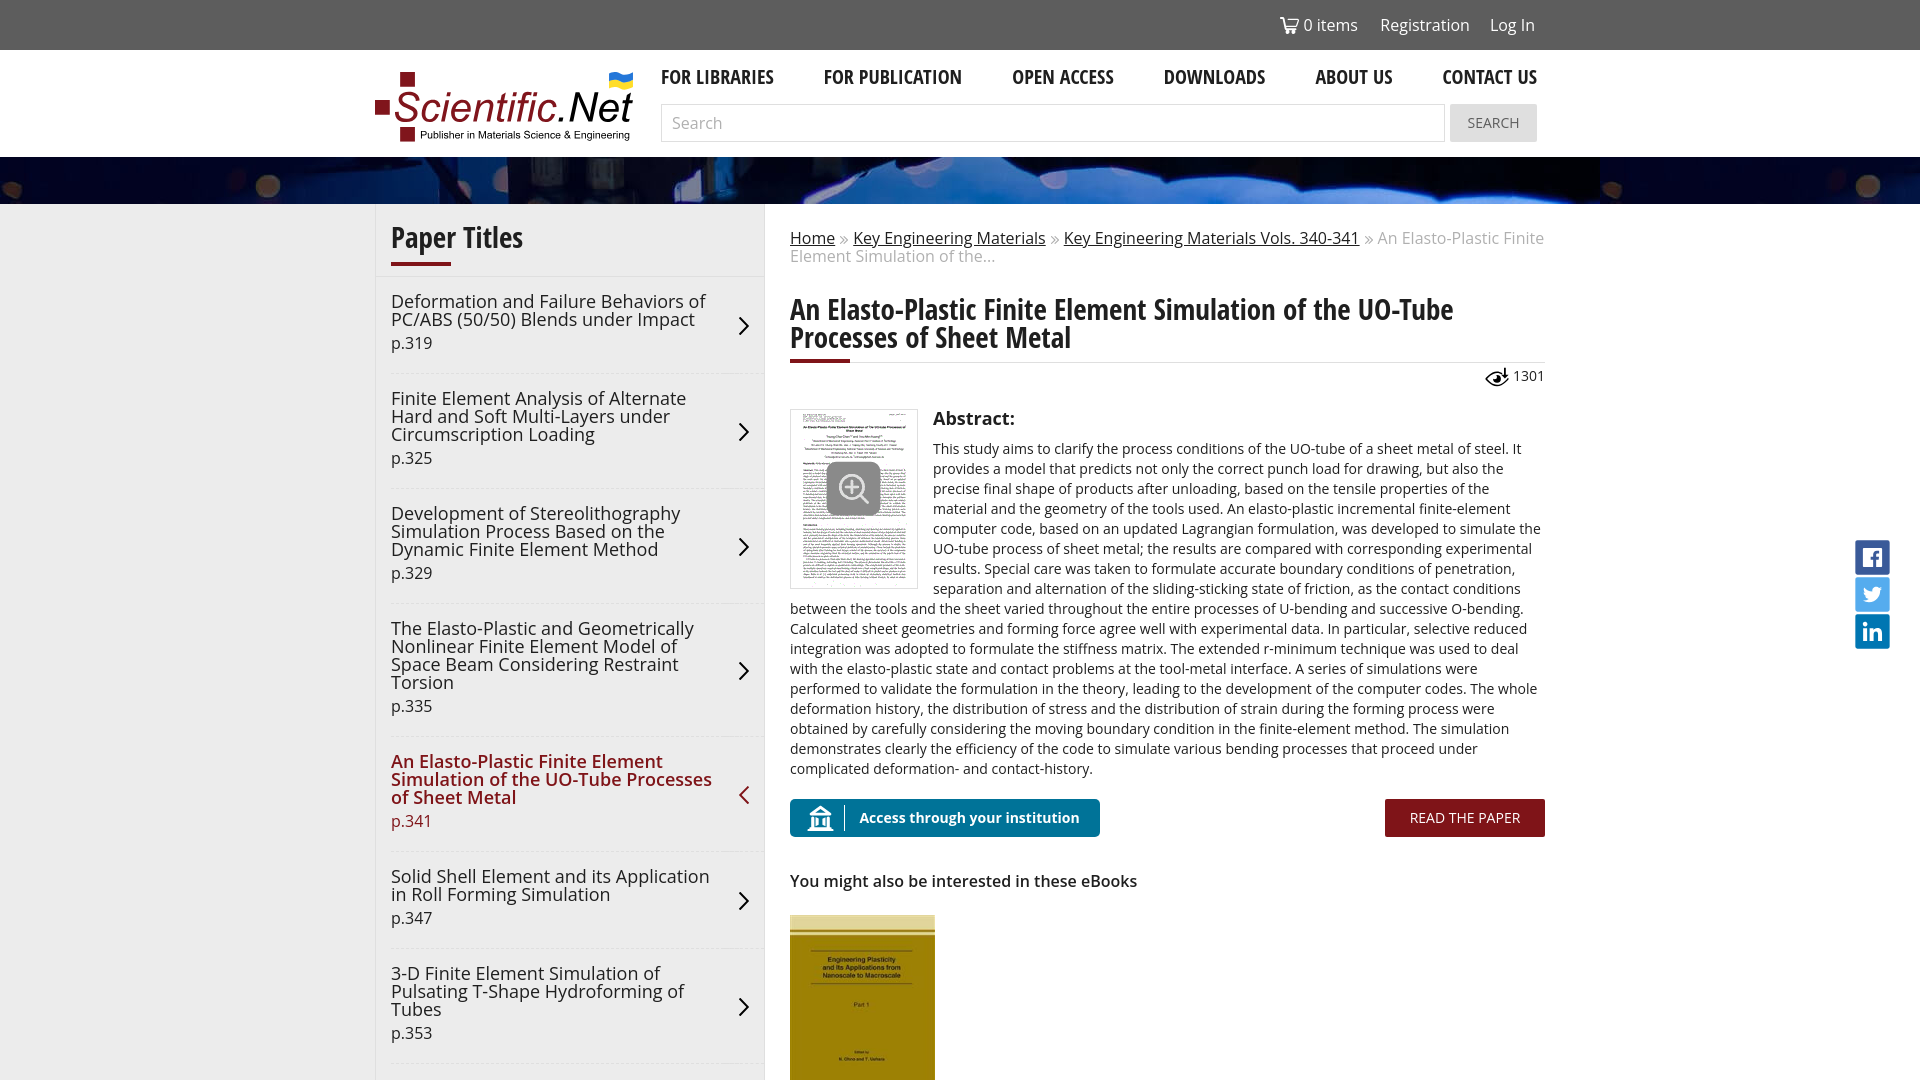 0 items
Registration
Log In
Scientific.Net
Publisher in Materials Science & Engineering
FOR LIBRARIES
FOR PUBLICATION
OPEN ACCESS
DOWNLOADS
ABOUT US
CONTACT US
Search
SEARCH
Paper Titles
Deformation and Failure Behaviors of
PC/ABS (50/50) Blends under Impact
p.319
Finite Element Analysis of Alternate
Hard and Soft Multi-Layers under
Circumscription Loading
p.325
Development of Stereolithography
Simulation Process Based on the
Dynamic Finite Element Method
p.329
The Elasto-Plastic and Geometrically
Nonlinear Finite Element Model of
Space Beam Considering Restraint
Torsion
p.335
An Elasto-Plastic Finite Element
Simulation of the UO-Tube Processes
of Sheet Metal
p.341
Solid Shell Element and its Application
in Roll Forming Simulation
p.347
3-D Finite Element Simulation of
Pulsating T-Shape Hydroforming of
Tubes
p.353
Home » Key Engineering Materials » Key Engineering Materials Vols. 340-341 » An Elasto-Plastic Finite
Element Simulation of the...
An Elasto-Plastic Finite Element Simulation of the UO-Tube
Processes of Sheet Metal
1301
Abstract:
This study aims to clarify the process conditions of the UO-tube of a sheet metal of steel. It
provides a model that predicts not only the correct punch load for drawing, but also the
precise final shape of products after unloading, based on the tensile properties of the
material and the geometry of the tools used. An elasto-plastic incremental finite-element
computer code, based on an updated Lagrangian formulation, was developed to simulate the
UO-tube process of sheet metal; the results are compared with corresponding experimental
results. Special care was taken to formulate accurate boundary conditions of penetration,
separation and alternation of the sliding-sticking state of friction, as the contact conditions
between the tools and the sheet varied throughout the entire processes of U-bending and successive O-bending.
Calculated sheet geometries and forming force agree well with experimental data. In particular, selective reduced
integration was adopted to formulate the stiffness matrix. The extended r-minimum technique was used to deal
with the elasto-plastic state and contact problems at the tool-metal interface. A series of simulations were
performed to validate the formulation in the theory, leading to the development of the computer codes. The whole
deformation history, the distribution of stress and the distribution of strain during the forming process were
obtained by carefully considering the moving boundary condition in the finite-element method. The simulation
demonstrates clearly the efficiency of the code to simulate various bending processes that proceed under
complicated deformation- and contact-history.
Access through your institution
READ THE PAPER
You might also be interested in these eBooks
Engineering Plasticity
and Its Applications from
Nanoscale to Macroscale
Part 1
Edited by
N. Ohno and T. Uehara